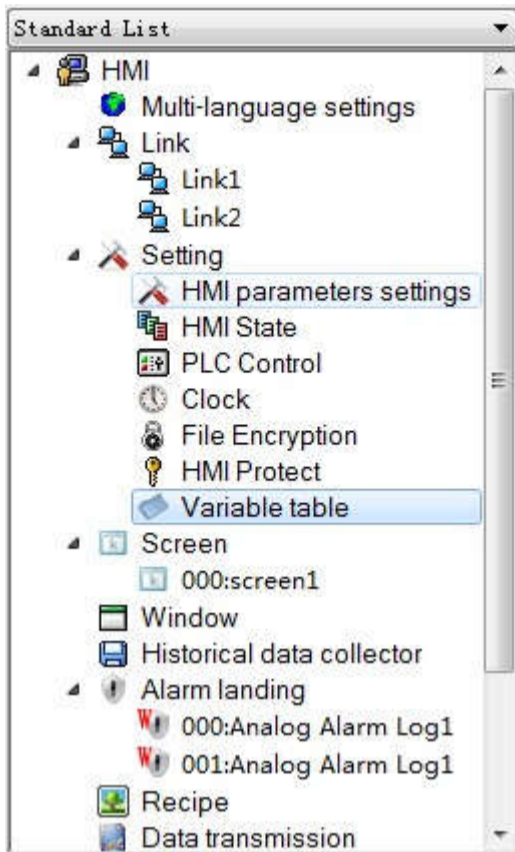 Standard List
HMI
Multi-language settings
Link
Link1
Link2
Setting
HMI parameters settings
HMI State
PLC Control
Clock
File Encryption
HMI Protect
Variable table
Screen
000:screen1
Window
Historical data collector
Alarm landing
000:Analog Alarm Log1
001:Analog Alarm Log1
Recipe
Data transmission